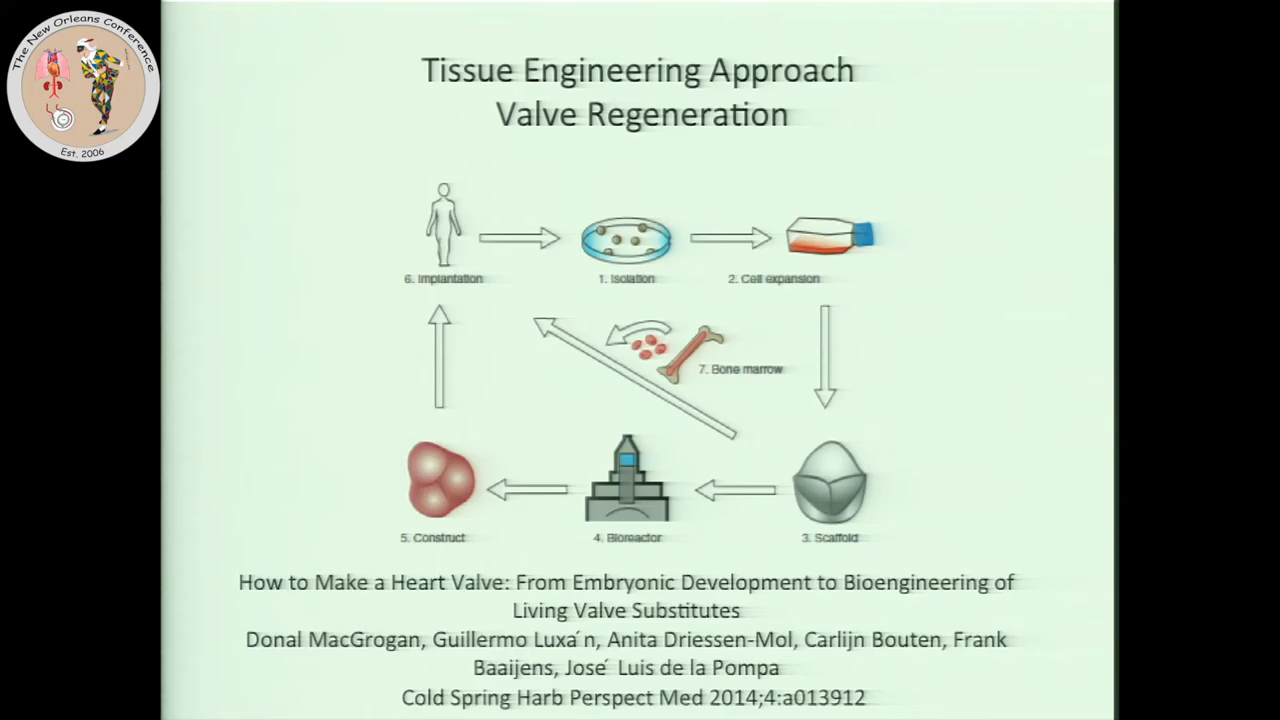 The New Orleans Conference
Est. 2006
Tissue Engineering Approach
Valve Regeneration
6. Implantation
1. Isolation
2. Cell expansion
7. Bone marrow
5. Construct
4. Bioreactor
3. Scaffold
How to Make a Heart Valve: From Embryonic Development to Bioengineering of
Living Valve Substitutes
Donal MacGrogan, Guillermo Luxa´n, Anita Driessen-Mol, Carlijn Bouten, Frank
Baaijens, Jose´ Luis de la Pompa
Cold Spring Harb Perspect Med 2014;4:a013912